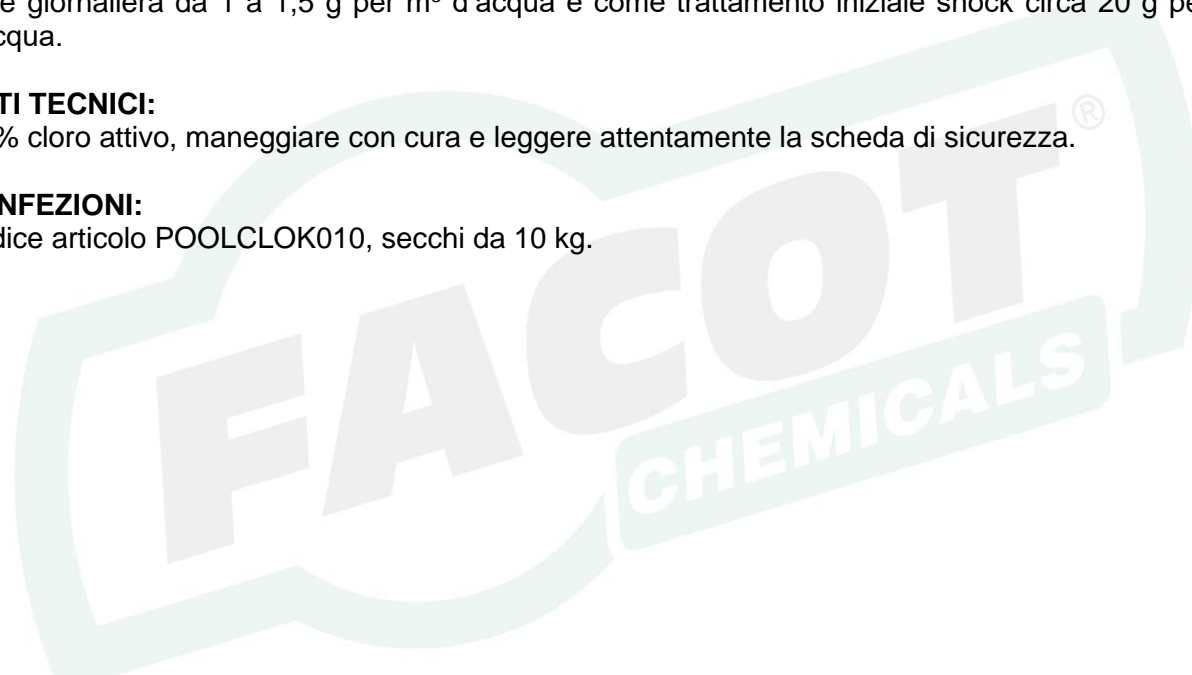 e giornaliera da 1 a 1,5 g per m³ d'acqua e come trattamento iniziale shock circa 20 g pe
cqua.
TI TECNICI:
% cloro attivo, maneggiare con cura e leggere attentamente la scheda di sicurezza.
NFEZIONI:
dice articolo POOLCLOK010, secchi da 10 kg.
FACOT
CHEMICALS
®